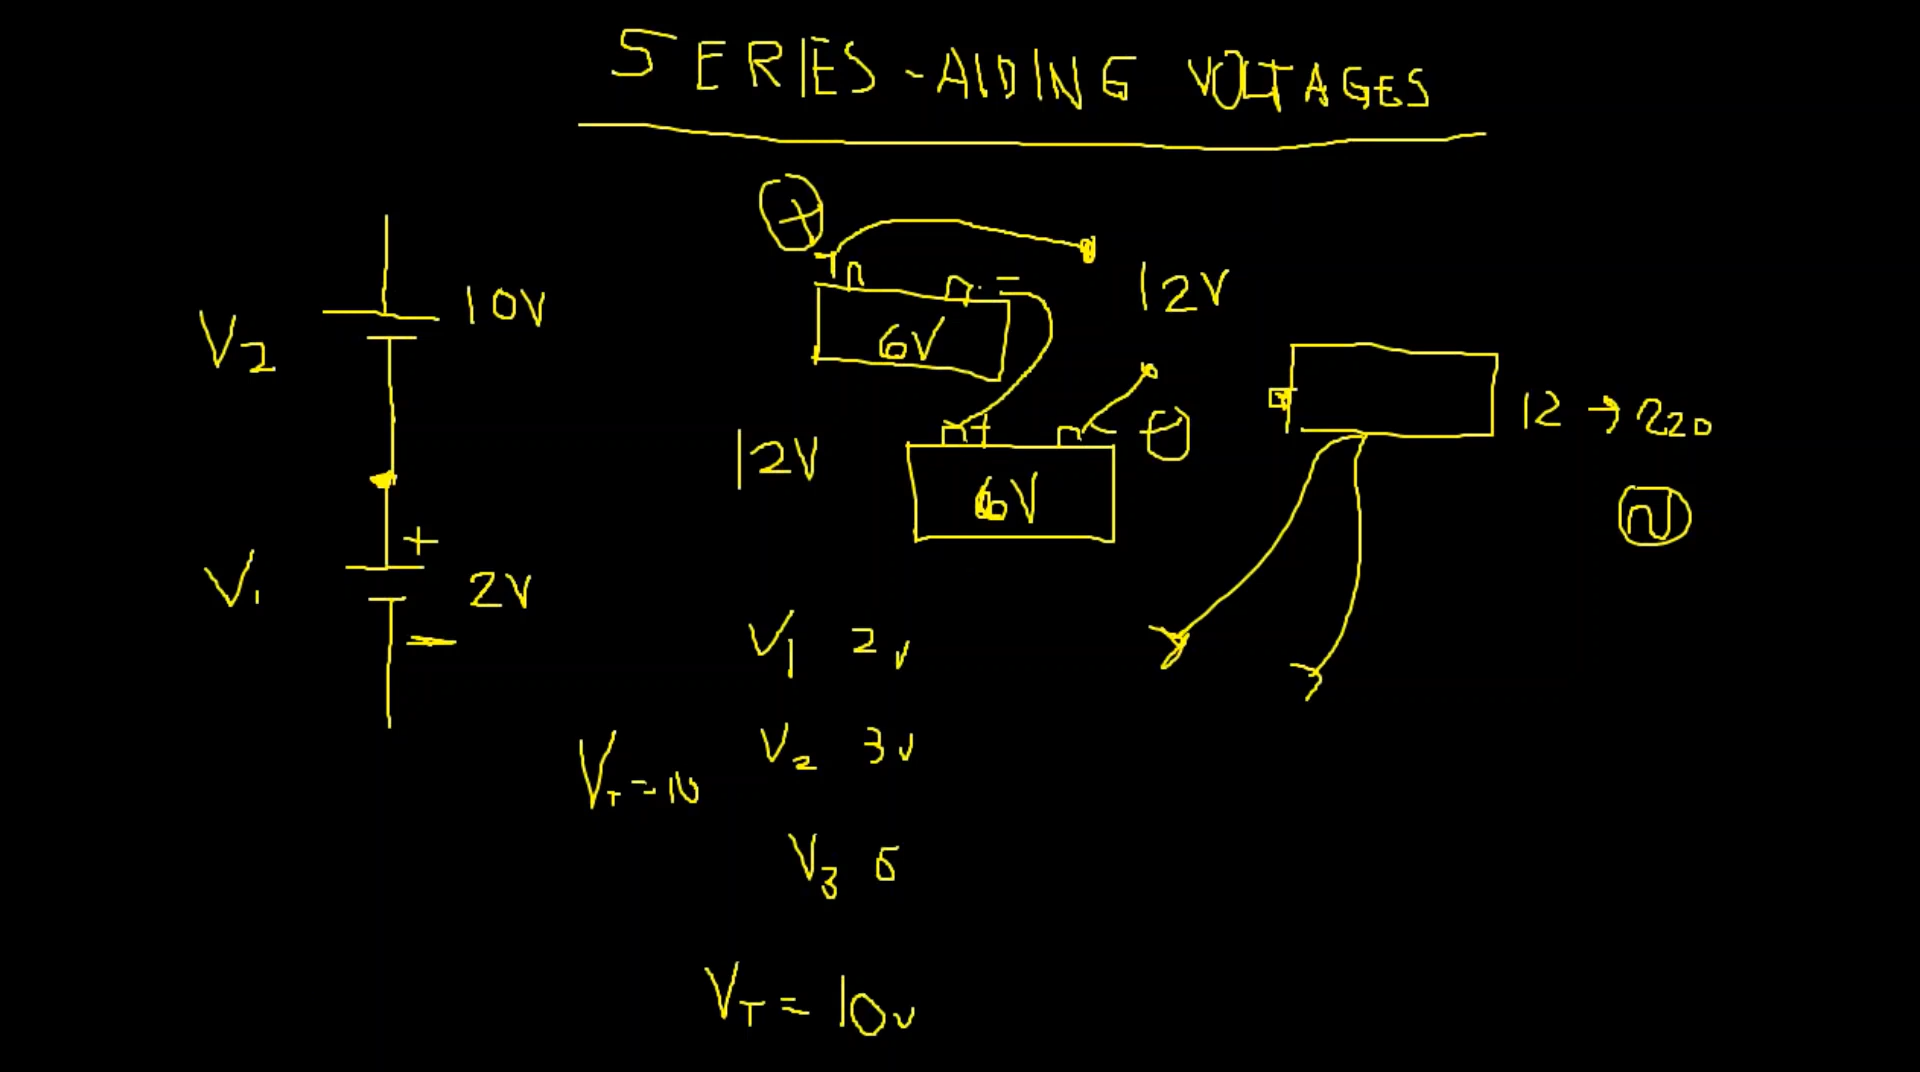 SERIES-AIDING VOLTAGES
+
10V
V2
12V
6V
-
12 → 220
+
-
12V
6V
+
V1
2V
-
V1 2v
V2 3v
VT=10
V3 5
VT = 10v